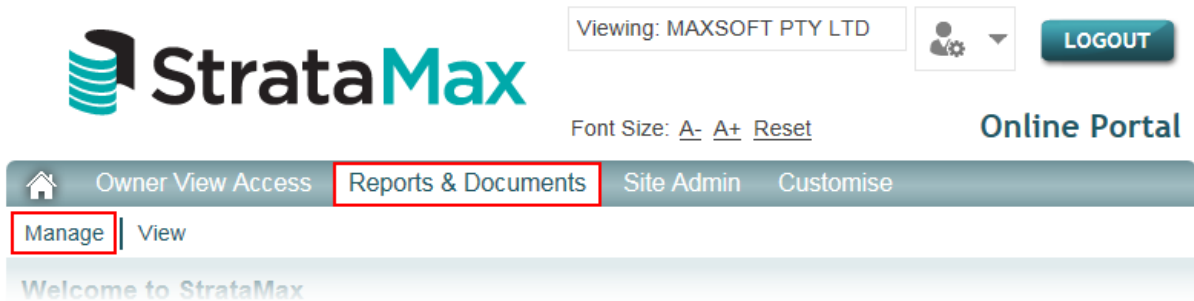 Viewing: MAXSOFT PTY LTD
LOGOUT
StrataMax
Font Size: A- A+ Reset
Online Portal
Owner View Access Reports & Documents Site Admin Customise
Manage View
Welcome to StrataMax